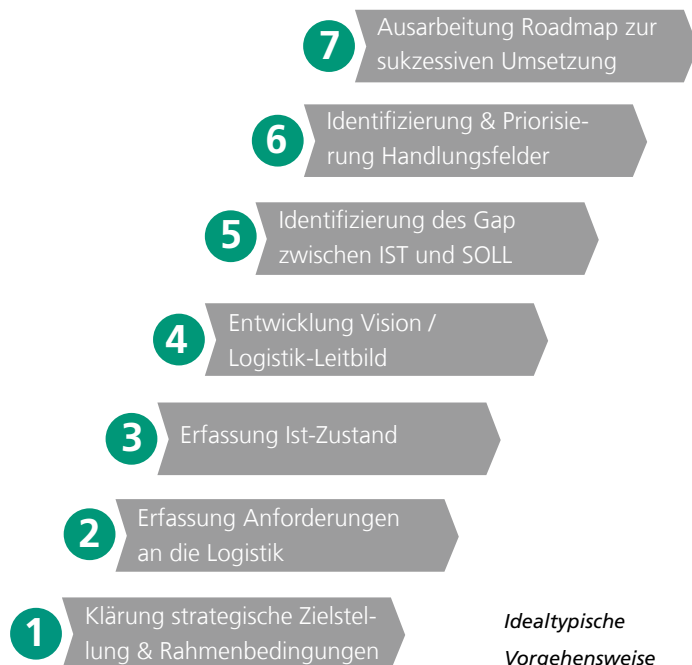 7
Ausarbeitung Roadmap zur
sukzessiven Umsetzung
6
Identifizierung & Priorisie-
rung Handlungsfelder
5
Identifizierung des Gap
zwischen IST und SOLL
4
Entwicklung Vision /
Logistik-Leitbild
3
Erfassung Ist-Zustand
2
Erfassung Anforderungen
an die Logistik
1
Klärung strategische Zielstel-
lung & Rahmenbedingungen
Idealtypische
Vorgehensweise